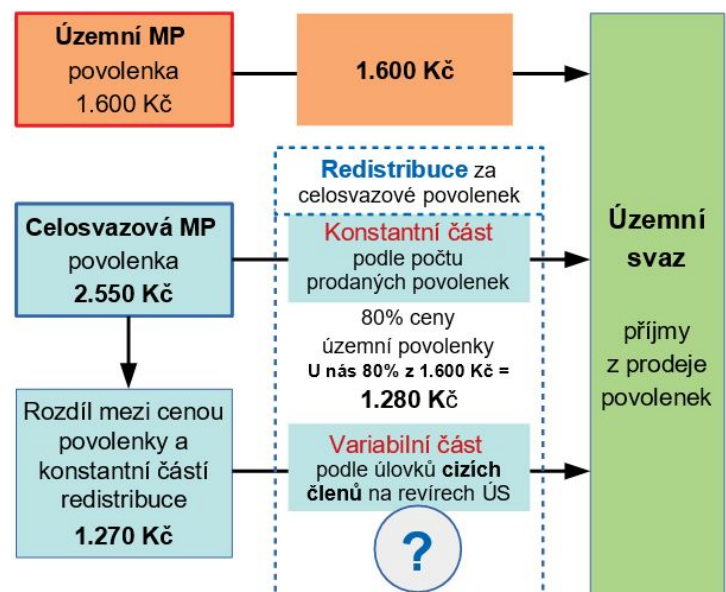 Územní MP
povolenka
1.600 Kč
1.600 Kč
Redistribuce za
celosvazové povolenek
Celosvazová MP
povolenka
2.550 Kč
Konstantní část
podle počtu
prodaných povolenek
80% ceny
územní povolenky
U nás 80% z 1.600 Kč =
1.280 Kč
Rozdíl mezi cenou
povolenky a
konstantní částí
redistribuce
1.270 Kč
Variabilní část
podle úlovků cizích
členů na revírech ÚS
?
Územní
svaz
příjmy
z prodeje
povolenek